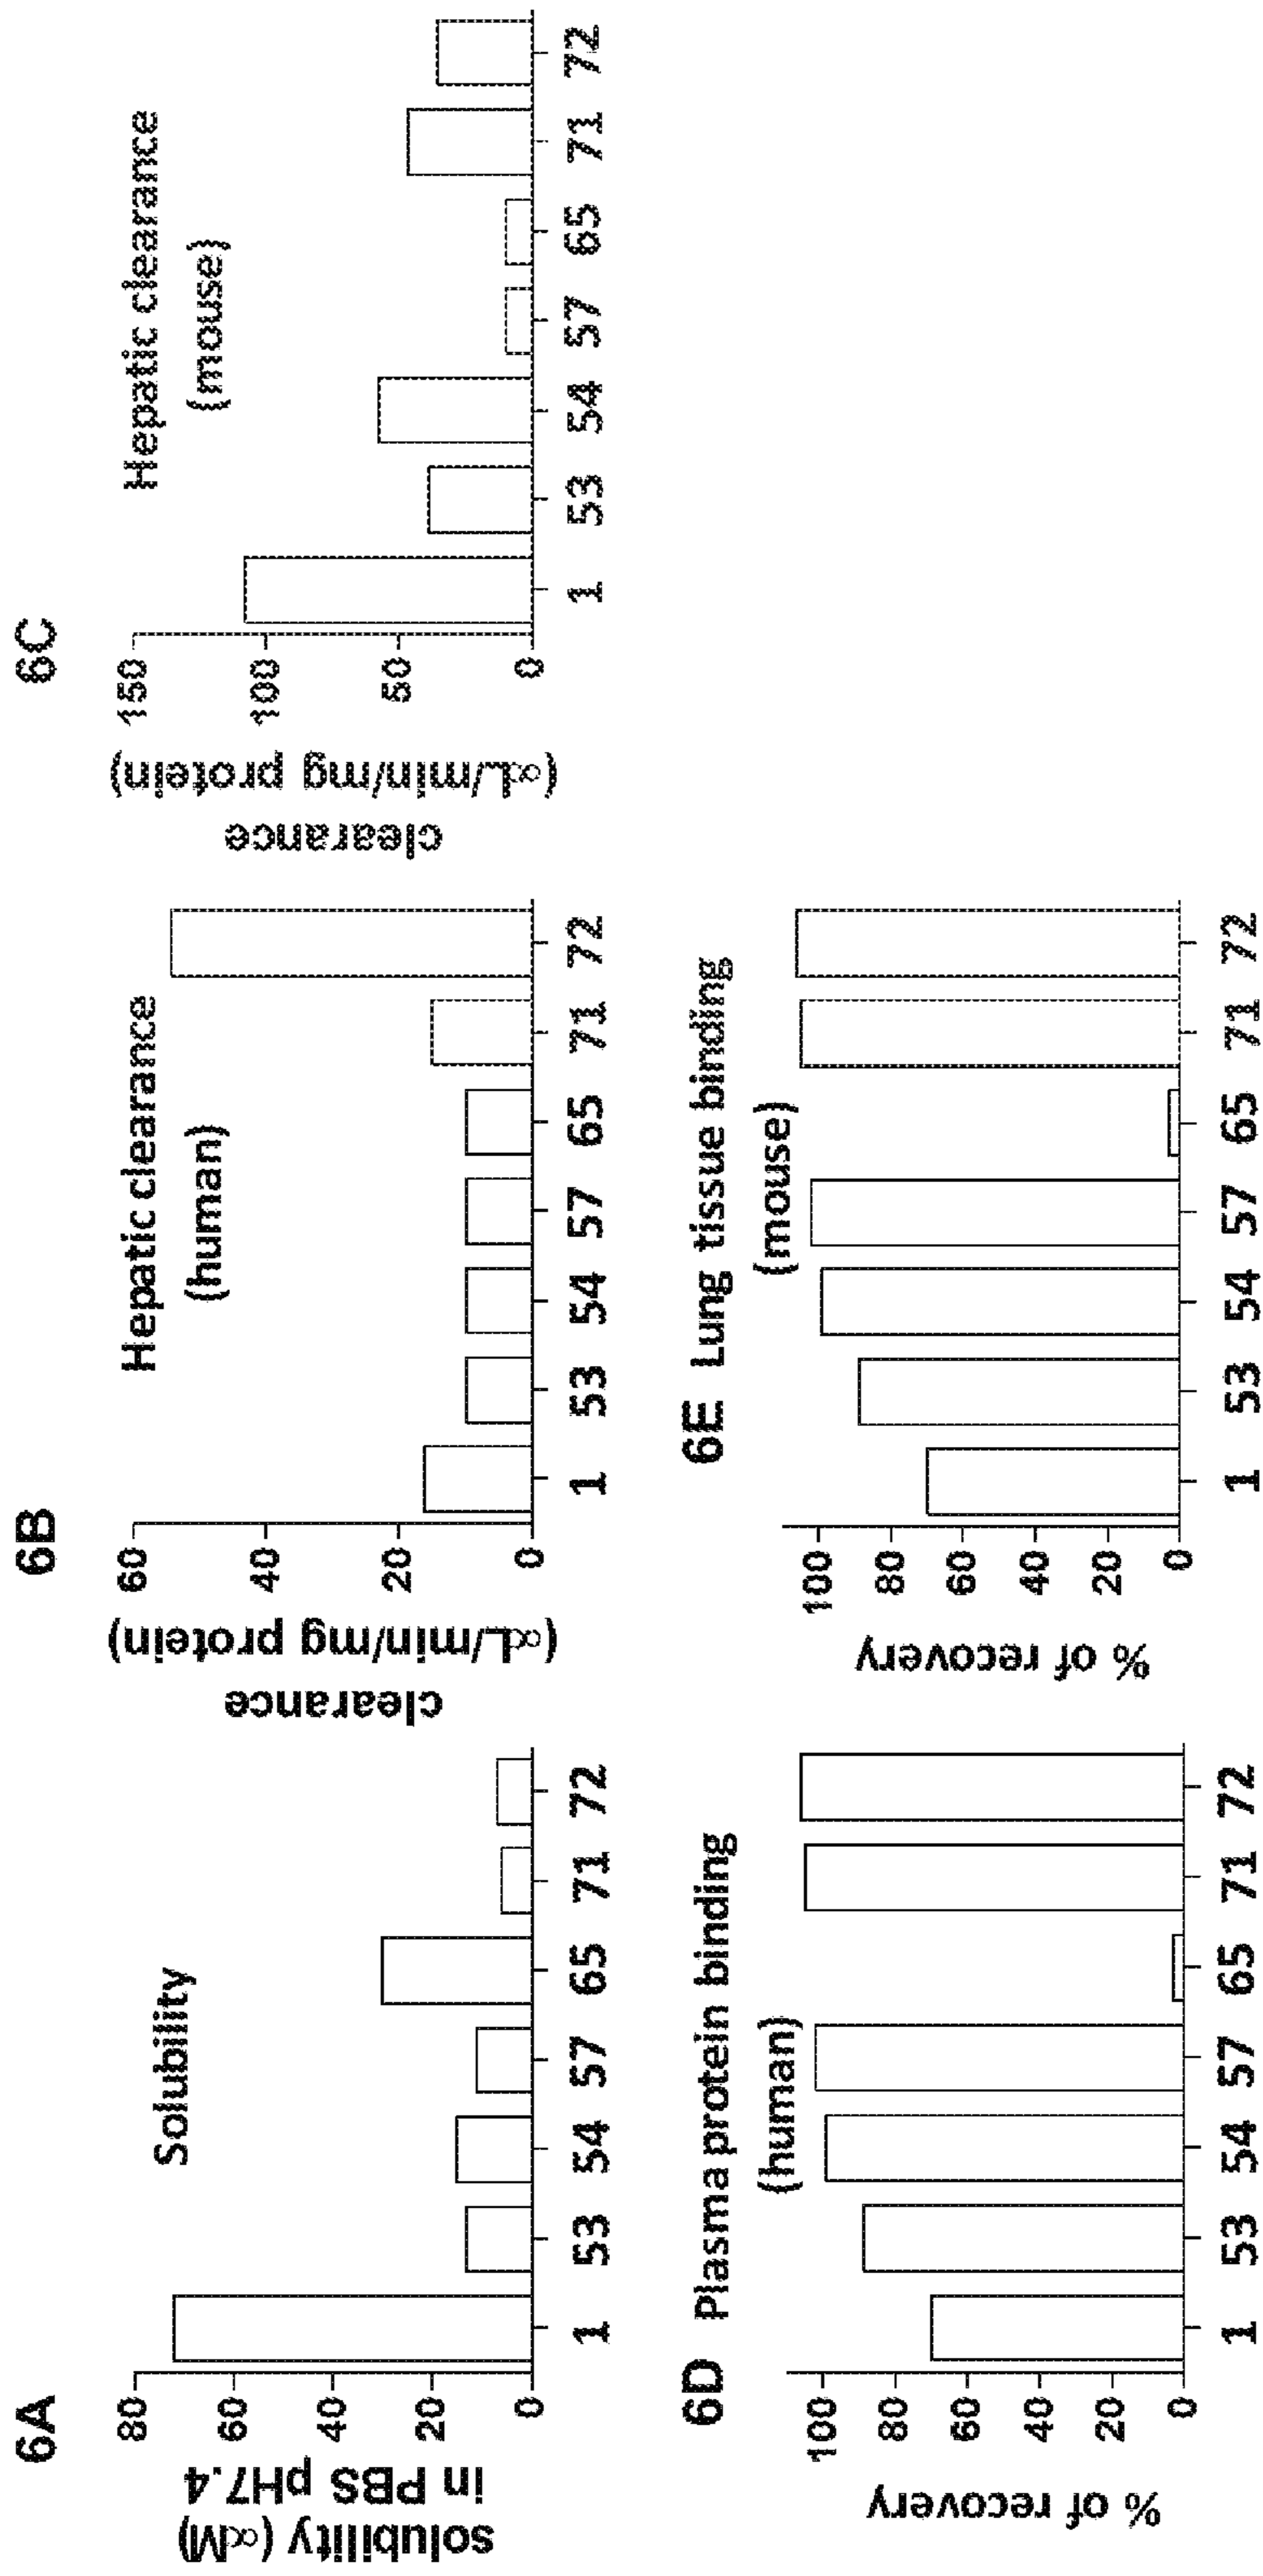 6A
Solubility
solubility (∝M)
in PBS pH7.4
80
60
40
20
0
1 53 54 57 65 71 72
6B
Hepatic clearance
(human)
clearance
(∝L/min/mg protein)
60
40
20
0
1 53 54 57 65 71 72
6C
Hepatic clearance
(mouse)
clearance
(∝L/min/mg protein)
150
100
50
0
1 53 54 57 65 71 72
6D Plasma protein binding
(human)
% of recovery
100
80
60
40
20
0
1 53 54 57 65 71 72
6E Lung tissue binding
(mouse)
% of recovery
100
80
60
40
20
0
1 53 54 57 65 71 72